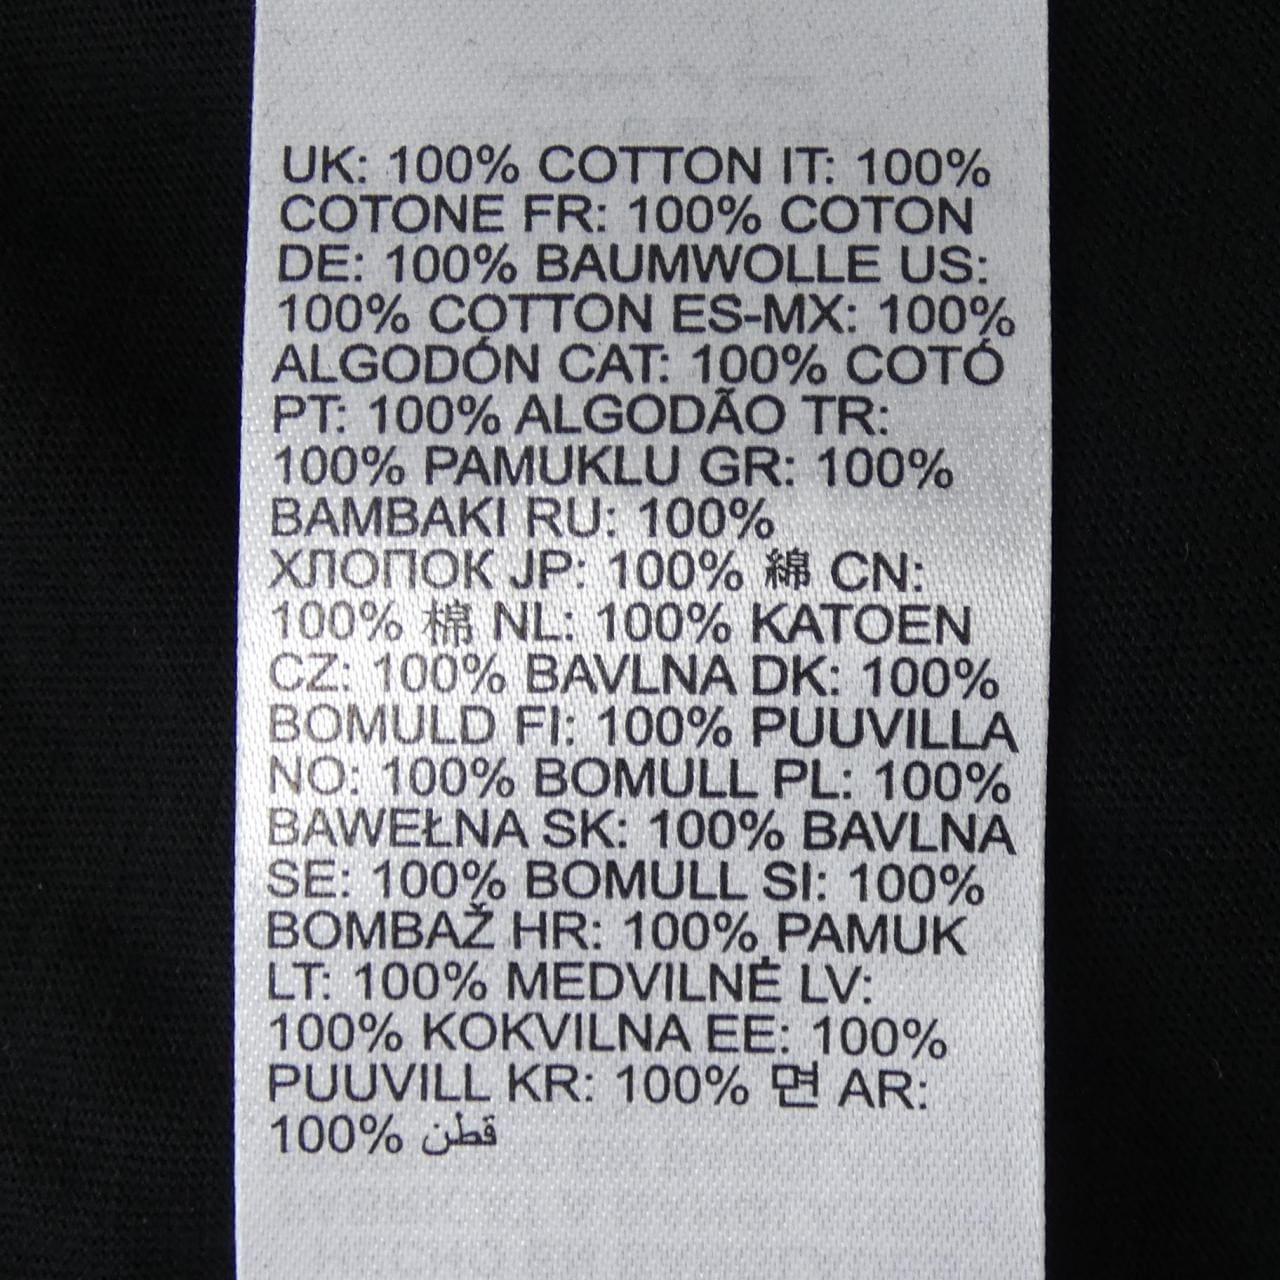 UK: 100% COTTON IT: 100%
COTONE FR: 100% COTON
DE: 100% BAUMWOLLE US:
100% COTTON ES-MX: 100%
ALGODÓN CAT: 100% COTÓ
PT: 100% ALGODÃO TR:
100% PAMUKLU GR: 100%
BAMBAKI RU: 100%
ХЛОПОК JP: 100% 綿 CN:
100% 棉 NL: 100% KATOEN
CZ: 100% BAVLNA DK: 100%
BOMULD FI: 100% PUUVILLA
NO: 100% BOMULL PL: 100%
BAWEŁNA SK: 100% BAVLNA
SE: 100% BOMULL SI: 100%
BOMBAŽ HR: 100% PAMUK
LT: 100% MEDVILNĖ LV:
100% KOKVILNA EE: 100%
PUUVILL KR: 100% 면 AR:
100% قطن